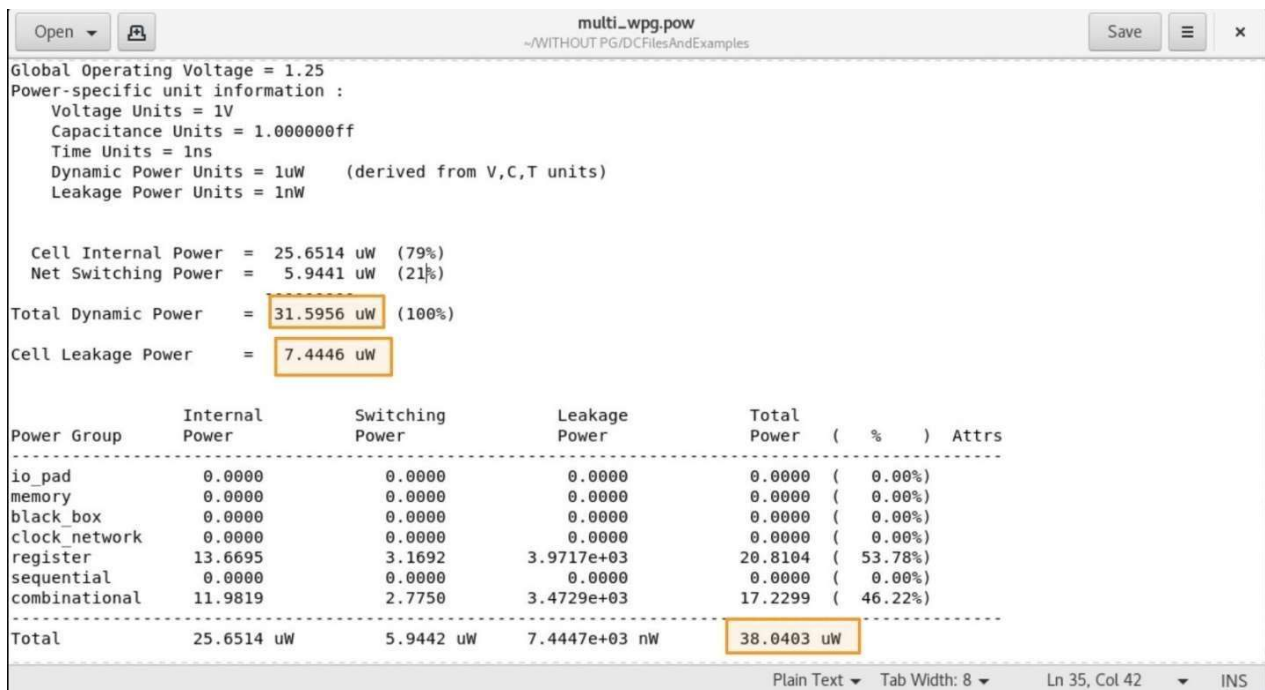 Open
multi_wpg.pow
~/WITHOUT PG/DCFilesAndExamples
Save
Global Operating Voltage = 1.25
Power-specific unit information :
Voltage Units = 1V
Capacitance Units = 1.000000ff
Time Units = 1ns
Dynamic Power Units = 1uW    (derived from V,C,T units)
Leakage Power Units = 1nW
Cell Internal Power  =  25.6514 uW  (79%)
Net Switching Power  =   5.9441 uW  (21%)
---------
Total Dynamic Power    =  31.5956 uW  (100%)
Cell Leakage Power     =   7.4446 uW
Internal    Switching    Leakage    Total
Power Group    Power    Power    Power    Power  (  %  )  Attrs
--------------------------------------------------------------------------------
io_pad    0.0000    0.0000    0.0000    0.0000  (  0.00%)
memory    0.0000    0.0000    0.0000    0.0000  (  0.00%)
black_box    0.0000    0.0000    0.0000    0.0000  (  0.00%)
clock_network    0.0000    0.0000    0.0000    0.0000  (  0.00%)
register    13.6695    3.1692    3.9717e+03    20.8104  (  53.78%)
sequential    0.0000    0.0000    0.0000    0.0000  (  0.00%)
combinational    11.9819    2.7750    3.4729e+03    17.2299  (  46.22%)
--------------------------------------------------------------------------------
Total    25.6514 uW    5.9442 uW    7.4447e+03 nW    38.0403 uW
Plain Text  Tab Width: 8  Ln 35, Col 42  INS